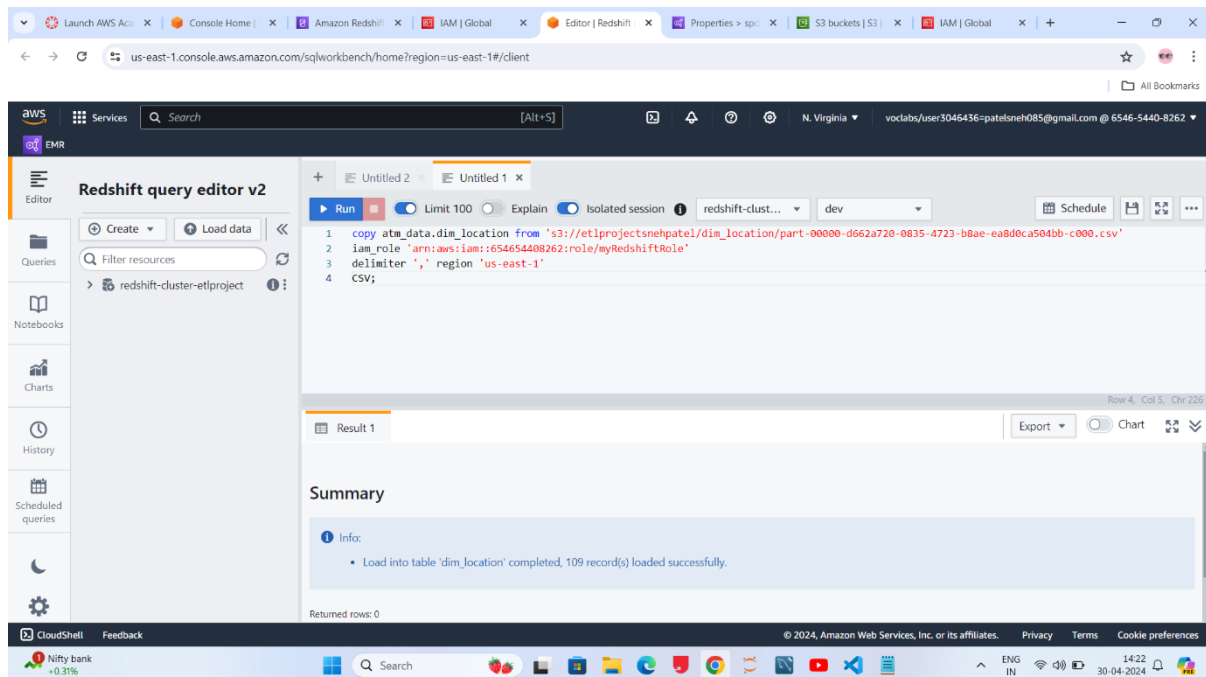 Launch AWS Aca
Console Home |
Amazon Redshift
IAM | Global
Editor | Redshift
Properties > spc
S3 buckets | S3 |
IAM | Global
us-east-1.console.aws.amazon.com/sqlworkbench/home?region=us-east-1#/client
All Bookmarks
aws Services Search [Alt+S] N. Virginia voclabs/user3046436=patelsneh085@gmail.com @ 6546-5440-8262
EMR
Editor
Queries
Notebooks
Charts
History
Scheduled
queries
Redshift query editor v2
Create Load data
Filter resources
redshift-cluster-etlproject
Untitled 2 Untitled 1
Run Limit 100 Explain Isolated session redshift-clust... dev Schedule
1 copy atm_data.dim_location from 's3://etlprojectsnehpatel/dim_location/part-00000-d662a720-0835-4723-b8ae-ea8d0ca504bb-c000.csv'
2 iam_role 'arn:aws:iam::654654408262:role/myRedshiftRole'
3 delimiter ',' region 'us-east-1'
4 CSV;
Row 4, Col 5, Chr 226
Result 1 Export Chart
Summary
Info:
• Load into table 'dim_location' completed, 109 record(s) loaded successfully.
Returned rows: 0
CloudShell Feedback © 2024, Amazon Web Services, Inc. or its affiliates. Privacy Terms Cookie preferences
1 Nifty bank
+0.31%
Search
ENG
IN
14:22
30-04-2024
PRE